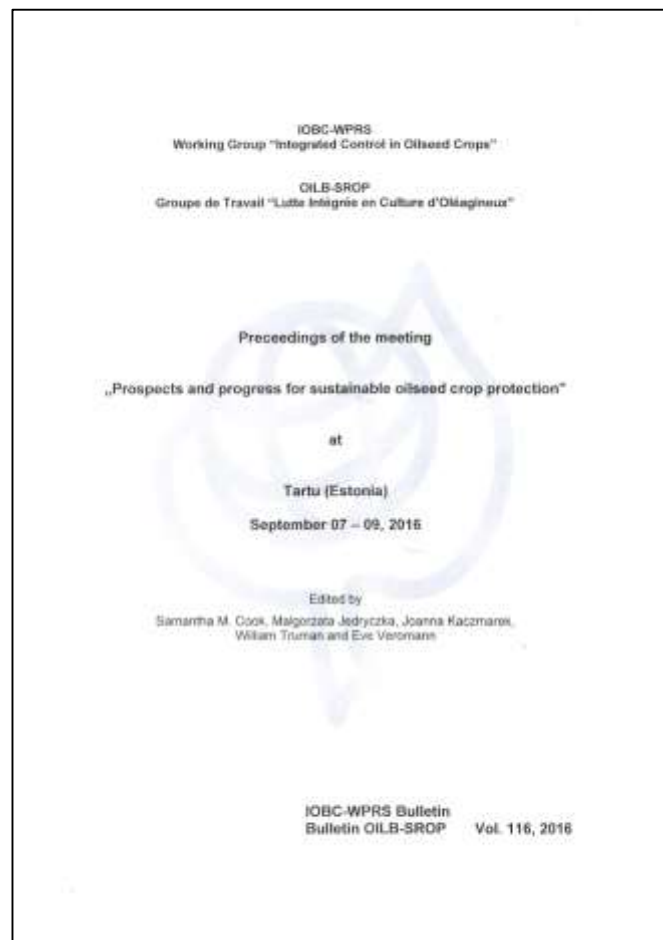 IOBC-WPRS
Working Group "Integrated Control in Oilseed Crops"
OILB-SROP
Groupe de Travail "Lutte Intégrée en Culture d'Oléagineux"
Preceedings of the meeting
„Prospects and progress for sustainable oilseed crop protection"
at
Tartu (Estonia)
September 07 – 09, 2016
Edited by
Samantha M. Cook, Malgorzata Jedryczka, Joanna Kaczmarek,
William Truman and Eve Veromann
IOBC-WPRS Bulletin
Bulletin OILB-SROP Vol. 116, 2016